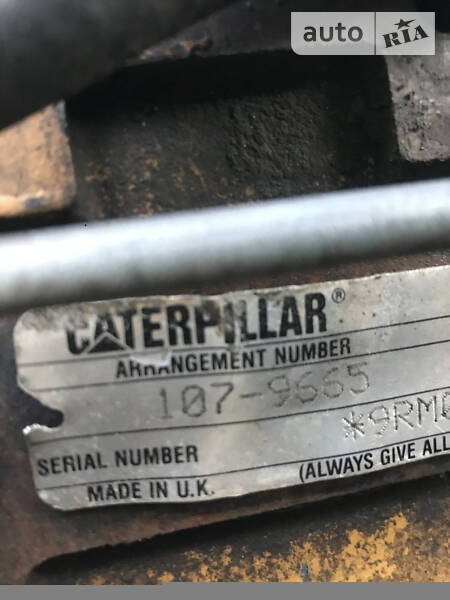 auto RIA
CATERPILLAR®
ARRANGEMENT NUMBER
107-9665
*9RM0
SERIAL NUMBER
(ALWAYS GIVE ALL
MADE IN U.K.